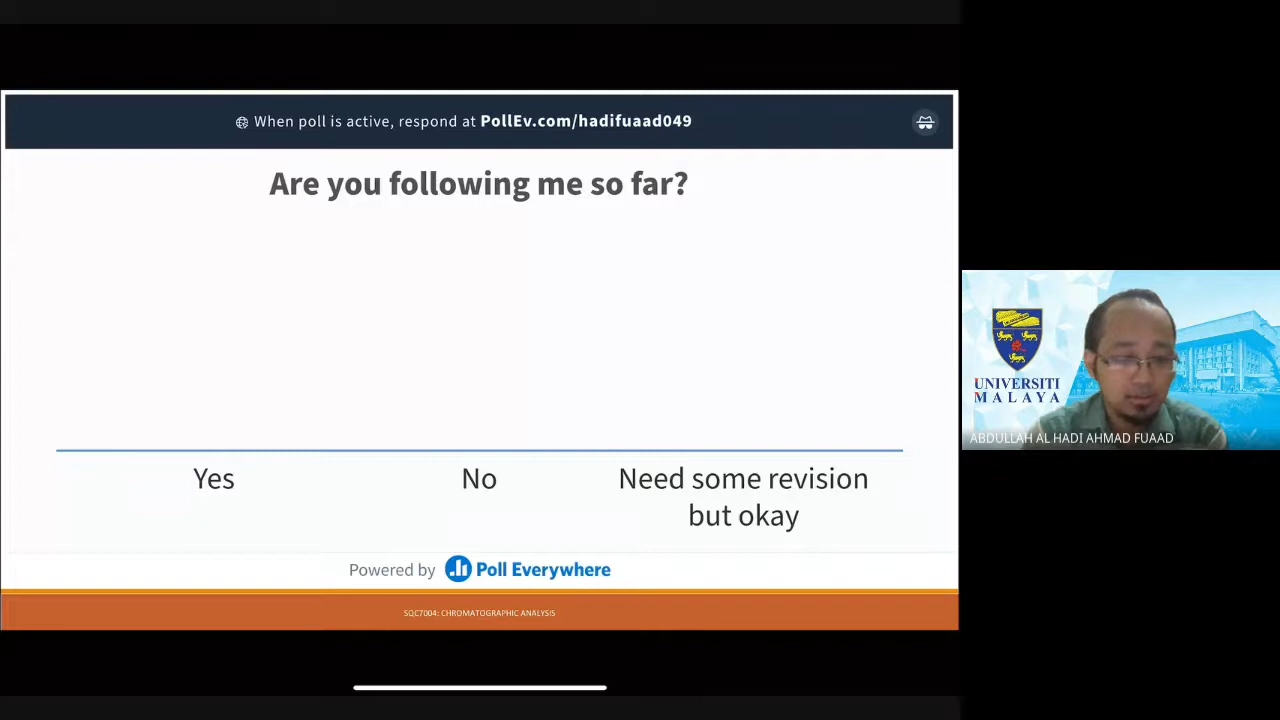 When poll is active, respond at PollEv.com/hadifuaad049
Are you following me so far?
Yes
No
Need some revision
but okay
Powered by Poll Everywhere
SQC7004: CHROMATOGRAPHIC ANALYSIS
UNIVERSITI
MALAYA
ABDULLAH AL HADI AHMAD FUAAD